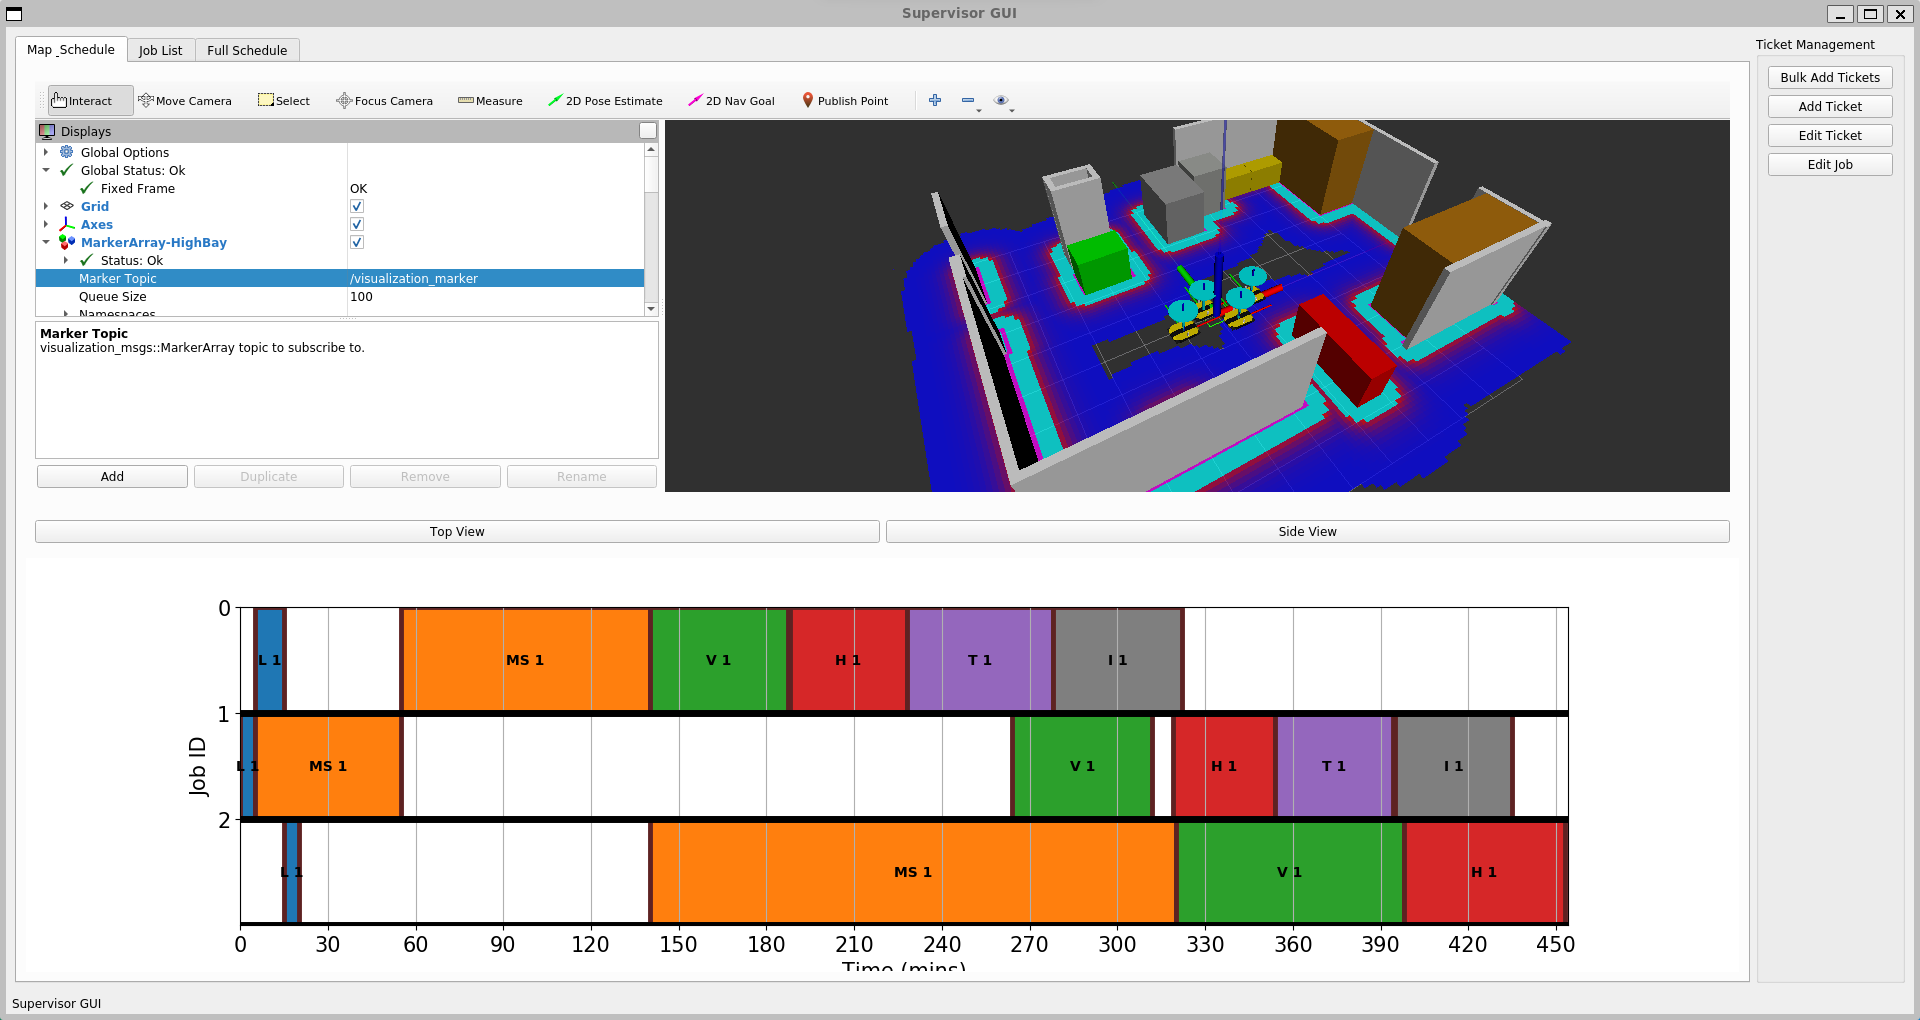 Supervisor GUI
Map_Schedule
Job List
Full Schedule
Ticket Management
Bulk Add Tickets
Add Ticket
Edit Ticket
Edit Job
Interact
Move Camera
Select
Focus Camera
Measure
2D Pose Estimate
2D Nav Goal
Publish Point
Displays
Global Options
Global Status: Ok
Fixed Frame OK
Grid
Axes
MarkerArray-HighBay
Status: Ok
Marker Topic /visualization_marker
Queue Size 100
Namespaces
Marker Topic
visualization_msgs::MarkerArray topic to subscribe to.
Add
Duplicate
Remove
Rename
Top View
Side View
0
L 1
MS 1
V 1
H 1
T 1
I 1
1
Job ID
L 1
MS 1
V 1
H 1
T 1
I 1
2
L 1
MS 1
V 1
H 1
0 30 60 90 120 150 180 210 240 270 300 330 360 390 420 450
Time (mins)
Supervisor GUI